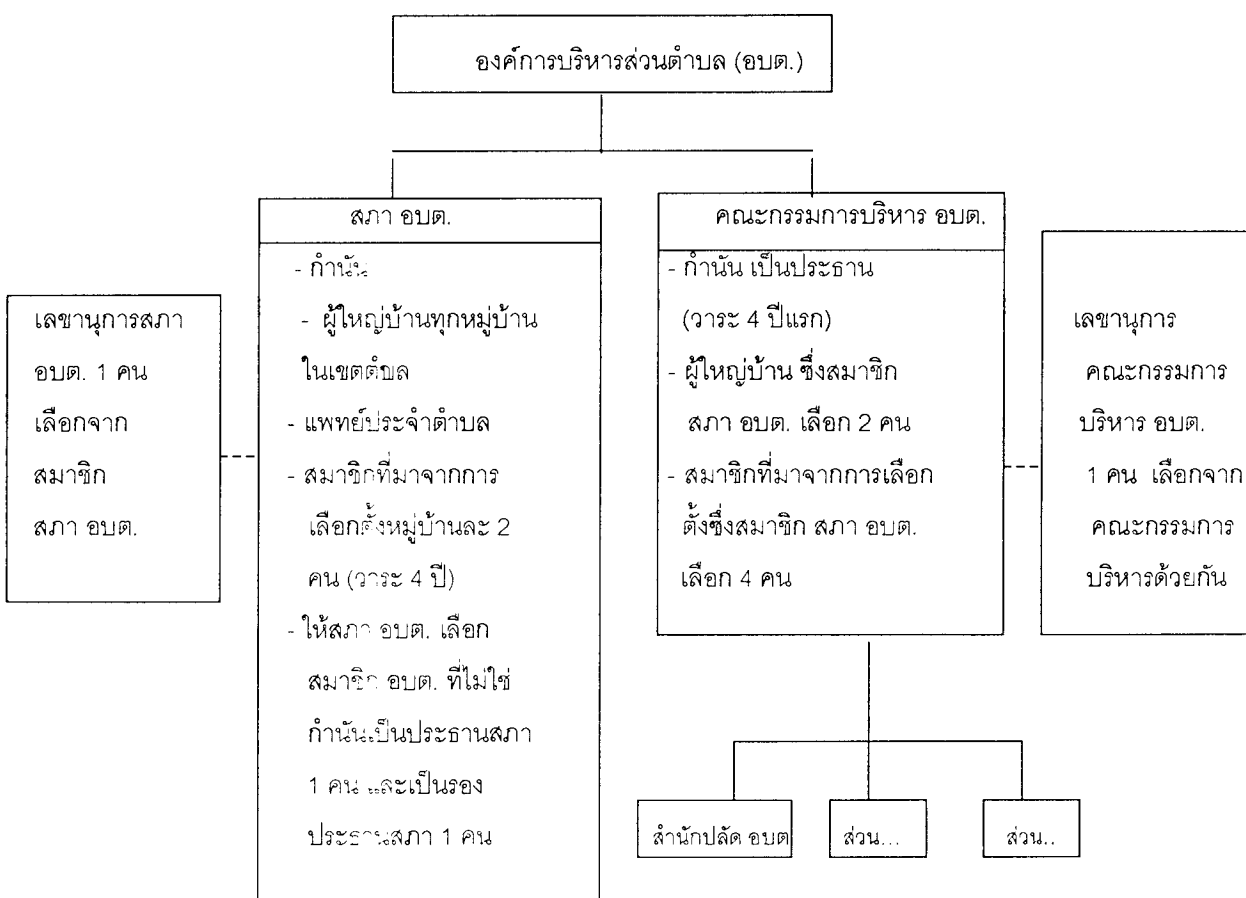 องค์การบริหารส่วนตำบล (อบต.)
สภา อบต.
- กำนัน
- ผู้ใหญ่บ้านทุกหมู่บ้าน
ในเขตตำบล
- แพทย์ประจำตำบล
- สมาชิกที่มาจากการ
เลือกตั้งหมู่บ้านละ 2
คน (วาระ 4 ปี)
- ให้สภา อบต. เลือก
สมาชิก อบต. ที่ไม่ใช่
กำนันเป็นประธานสภา
1 คน และเป็นรอง
ประธานสภา 1 คน
เลขานุการสภา
อบต. 1 คน
เลือกจาก
สมาชิก
สภา อบต.
คณะกรรมการบริหาร อบต.
- กำนัน เป็นประธาน
(วาระ 4 ปีแรก)
- ผู้ใหญ่บ้าน ซึ่งสมาชิก
สภา อบต. เลือก 2 คน
- สมาชิกที่มาจากการเลือก
ตั้งซึ่งสมาชิก สภา อบต.
เลือก 4 คน
เลขานุการ
คณะกรรมการ
บริหาร อบต.
1 คน เลือกจาก
คณะกรรมการ
บริหารด้วยกัน
สำนักปลัด อบต
ส่วน...
ส่วน..